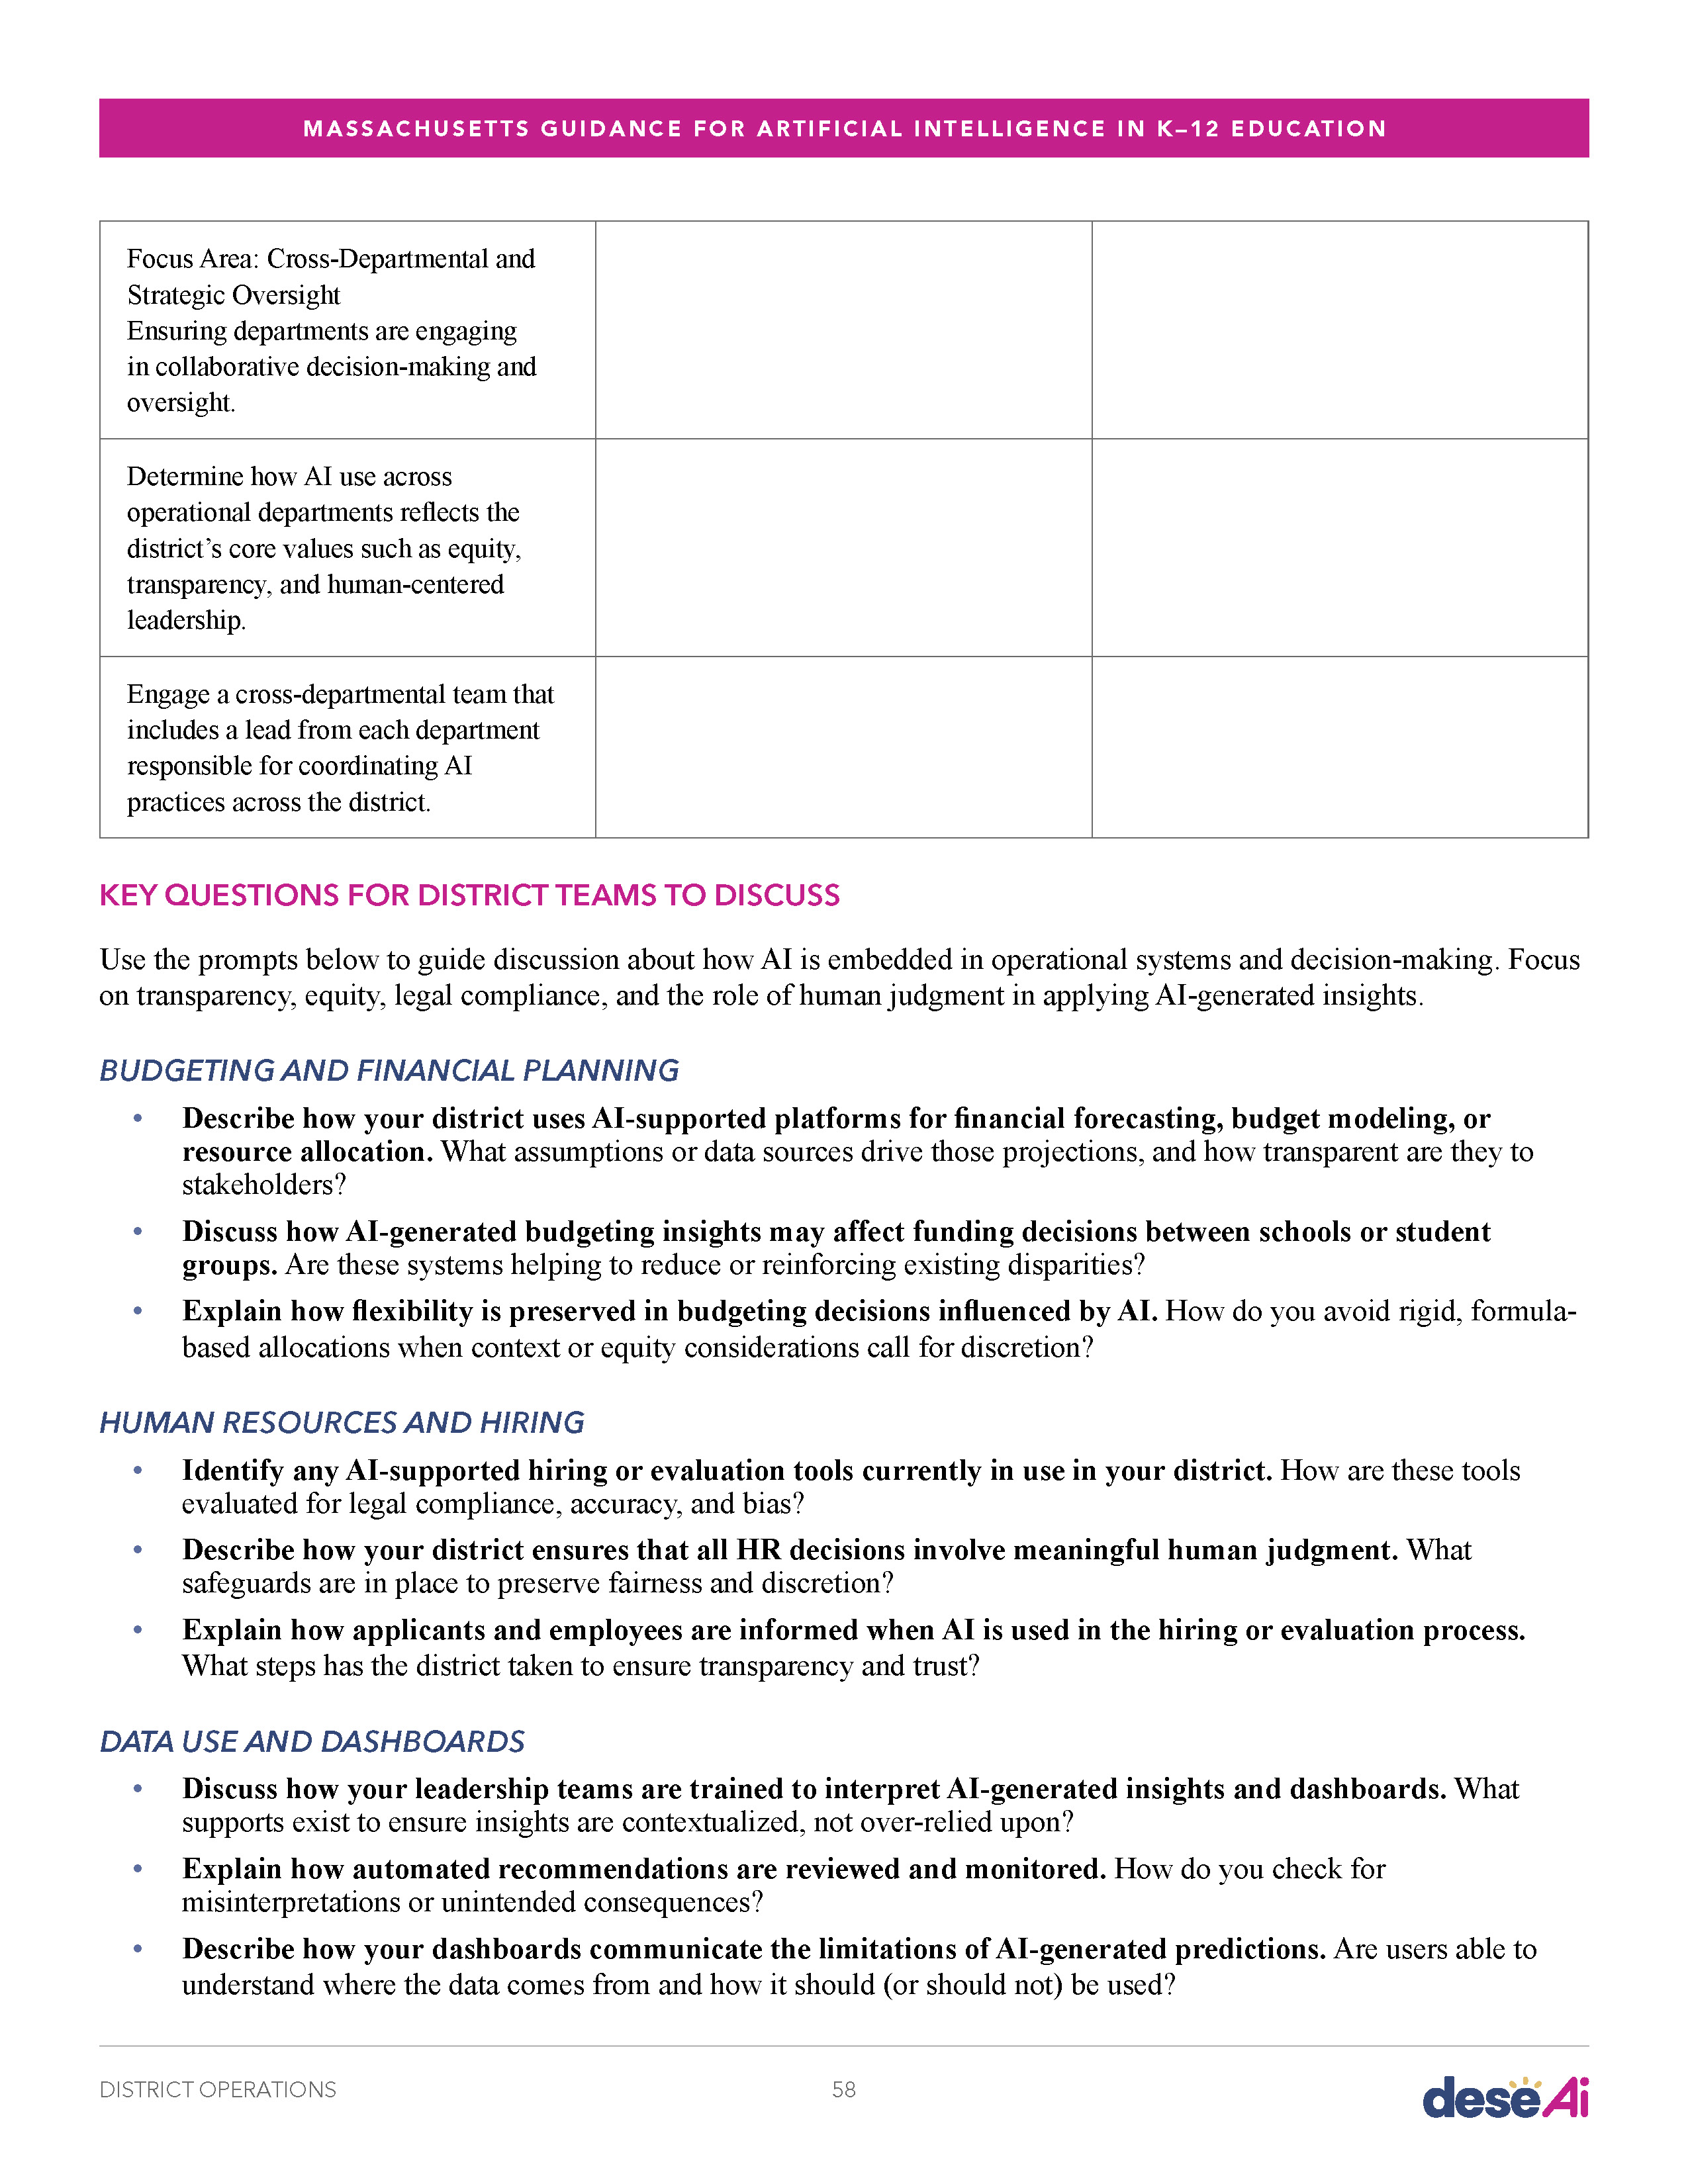 MASSACHUSETTS GUIDANCE FOR ARTIFICIAL INTELLIGENCE IN K–12 EDUCATION
Focus Area: Cross-Departmental and
Strategic Oversight
Ensuring departments are engaging
in collaborative decision-making and
oversight.
Determine how AI use across
operational departments reflects the
district’s core values such as equity,
transparency, and human-centered
leadership.
Engage a cross-departmental team that
includes a lead from each department
responsible for coordinating AI
practices across the district.
KEY QUESTIONS FOR DISTRICT TEAMS TO DISCUSS
Use the prompts below to guide discussion about how AI is embedded in operational systems and decision-making. Focus
on transparency, equity, legal compliance, and the role of human judgment in applying AI-generated insights.
BUDGETING AND FINANCIAL PLANNING
• Describe how your district uses AI-supported platforms for financial forecasting, budget modeling, or
resource allocation. What assumptions or data sources drive those projections, and how transparent are they to
stakeholders?
• Discuss how AI-generated budgeting insights may affect funding decisions between schools or student
groups. Are these systems helping to reduce or reinforcing existing disparities?
• Explain how flexibility is preserved in budgeting decisions influenced by AI. How do you avoid rigid, formula-
based allocations when context or equity considerations call for discretion?
HUMAN RESOURCES AND HIRING
• Identify any AI-supported hiring or evaluation tools currently in use in your district. How are these tools
evaluated for legal compliance, accuracy, and bias?
• Describe how your district ensures that all HR decisions involve meaningful human judgment. What
safeguards are in place to preserve fairness and discretion?
• Explain how applicants and employees are informed when AI is used in the hiring or evaluation process.
What steps has the district taken to ensure transparency and trust?
DATA USE AND DASHBOARDS
• Discuss how your leadership teams are trained to interpret AI-generated insights and dashboards. What
supports exist to ensure insights are contextualized, not over-relied upon?
• Explain how automated recommendations are reviewed and monitored. How do you check for
misinterpretations or unintended consequences?
• Describe how your dashboards communicate the limitations of AI-generated predictions. Are users able to
understand where the data comes from and how it should (or should not) be used?
DISTRICT OPERATIONS
58
dese Ai